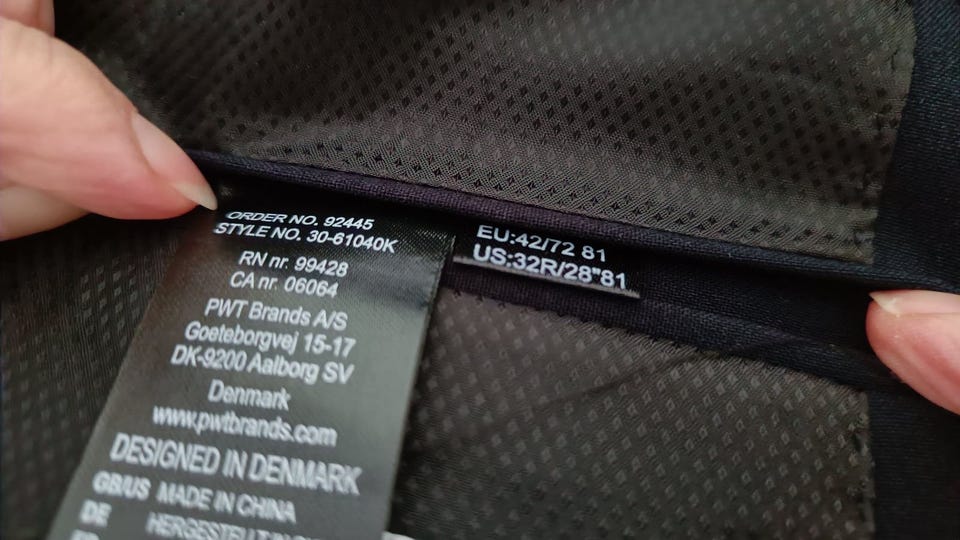 ORDER NO. 92445
STYLE NO. 30-61040K
RN nr. 99428
CA nr. 06064
PWT Brands A/S
Goeteborgvej 15-17
DK-9200 Aalborg SV
Denmark
www.pwtbrands.com
DESIGNED IN DENMARK
GB/US MADE IN CHINA
DE HERGESTELLT IN
EU:42/72 81
US:32R/28"81